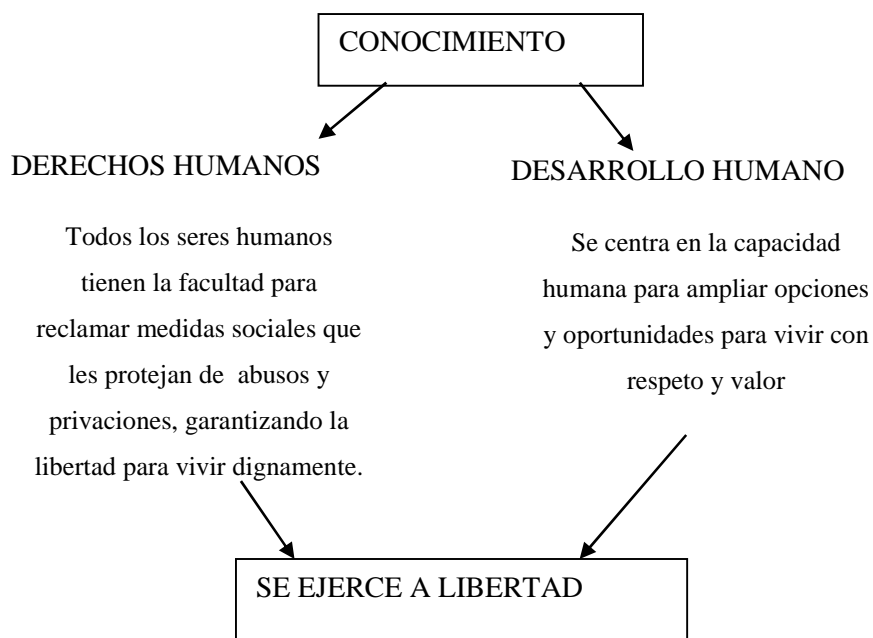 CONOCIMIENTO
DERECHOS HUMANOS
Todos los seres humanos
tienen la facultad para
reclamar medidas sociales que
les protejan de abusos y
privaciones, garantizando la
libertad para vivir dignamente.
DESARROLLO HUMANO
Se centra en la capacidad
humana para ampliar opciones
y oportunidades para vivir con
respeto y valor
SE EJERCE A LIBERTAD